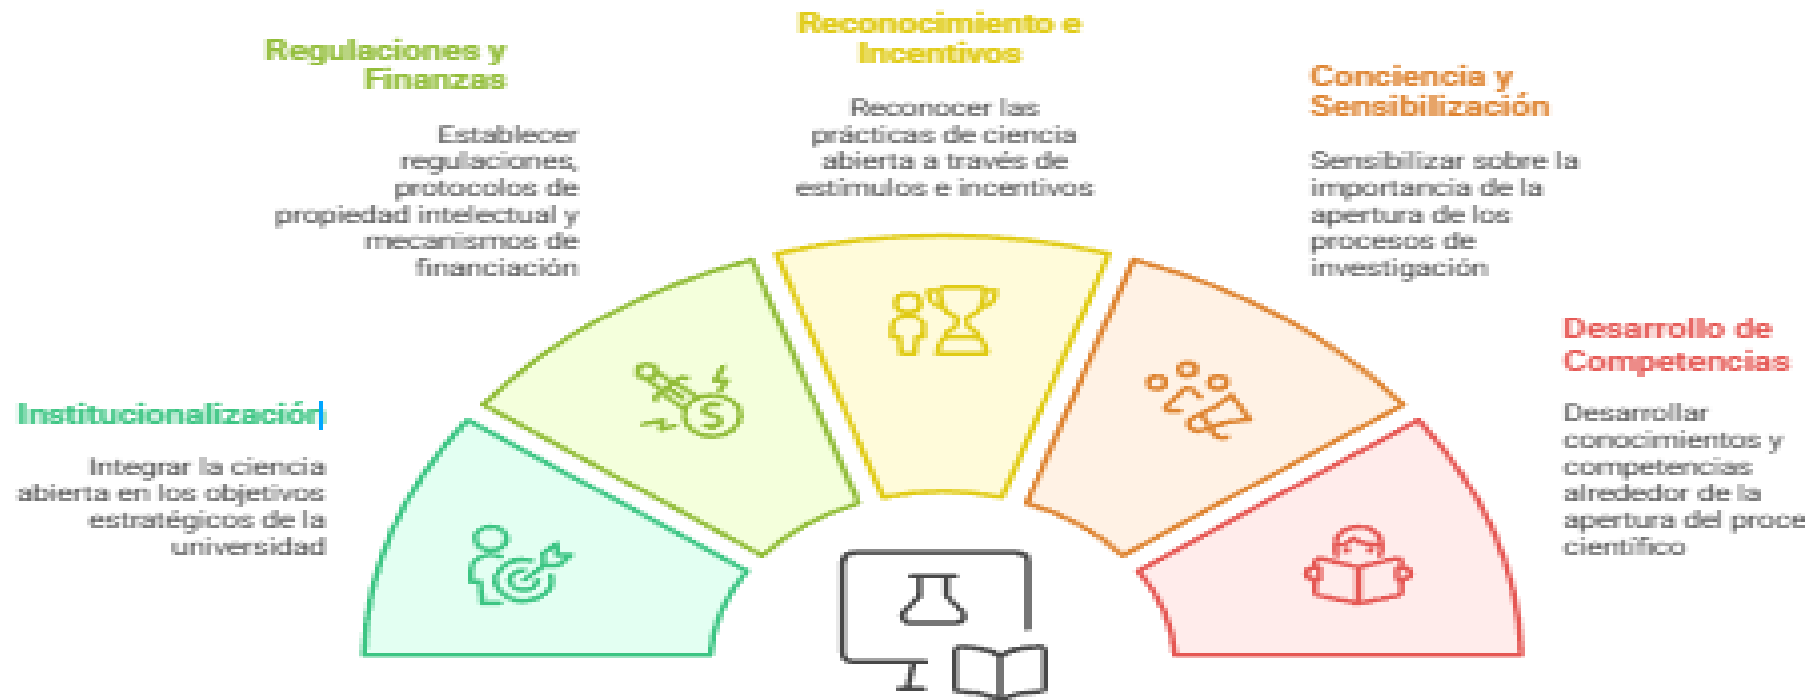 Reconocimiento e
Incentivos
Reconocer las
prácticas de ciencia
abierta a través de
estímulos e incentivos
Regulaciones y
Finanzas
Establecer
regulaciones,
protocolos de
propiedad intelectual y
mecanismos de
financiación
Conciencia y
Sensibilización
Sensibilizar sobre la
importancia de la
apertura de los
procesos de
investigación
Institucionalización
Integrar la ciencia
abierta en los objetivos
estratégicos de la
universidad
Desarrollo de
Competencias
Desarrollar
conocimientos y
competencias
alrededor de la
apertura del proce
científico
$